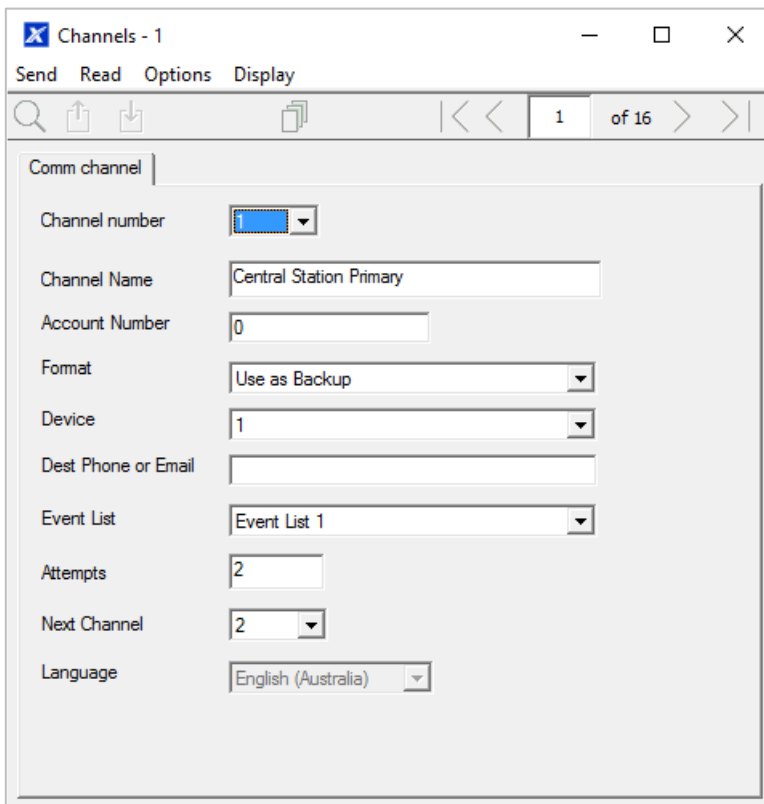 Channels - 1
Send Read Options Display
1 of 16
Comm channel
Channel number 1
Channel Name Central Station Primary
Account Number 0
Format Use as Backup
Device 1
Dest Phone or Email
Event List Event List 1
Attempts 2
Next Channel 2
Language English (Australia)